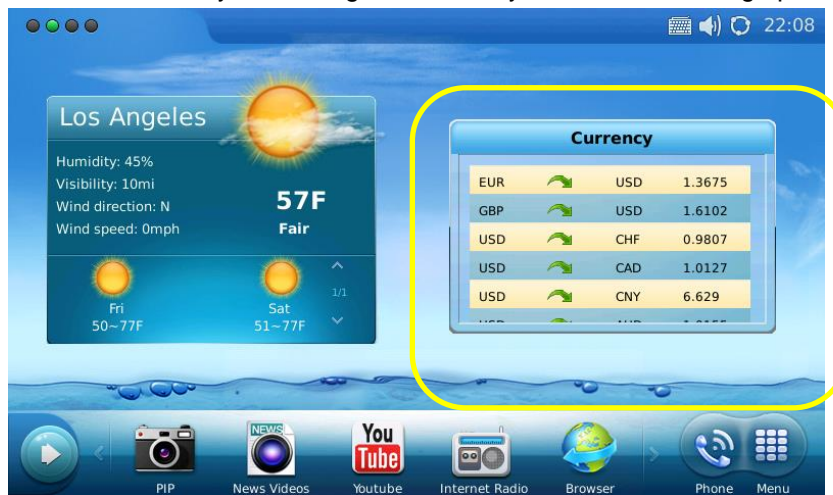 22:08
Los Angeles
Humidity: 45%
Visibility: 10mi
Wind direction: N
Wind speed: 0mph
57F
Fair
Fri
50~77F
Sat
51~77F
1/1
Currency
EUR USD 1.3675
GBP USD 1.6102
USD CHF 0.9807
USD CAD 1.0127
USD CNY 6.629
NEWS
You
Tube
PIP
News Videos
Youtube
Internet Radio
Browser
Phone
Menu